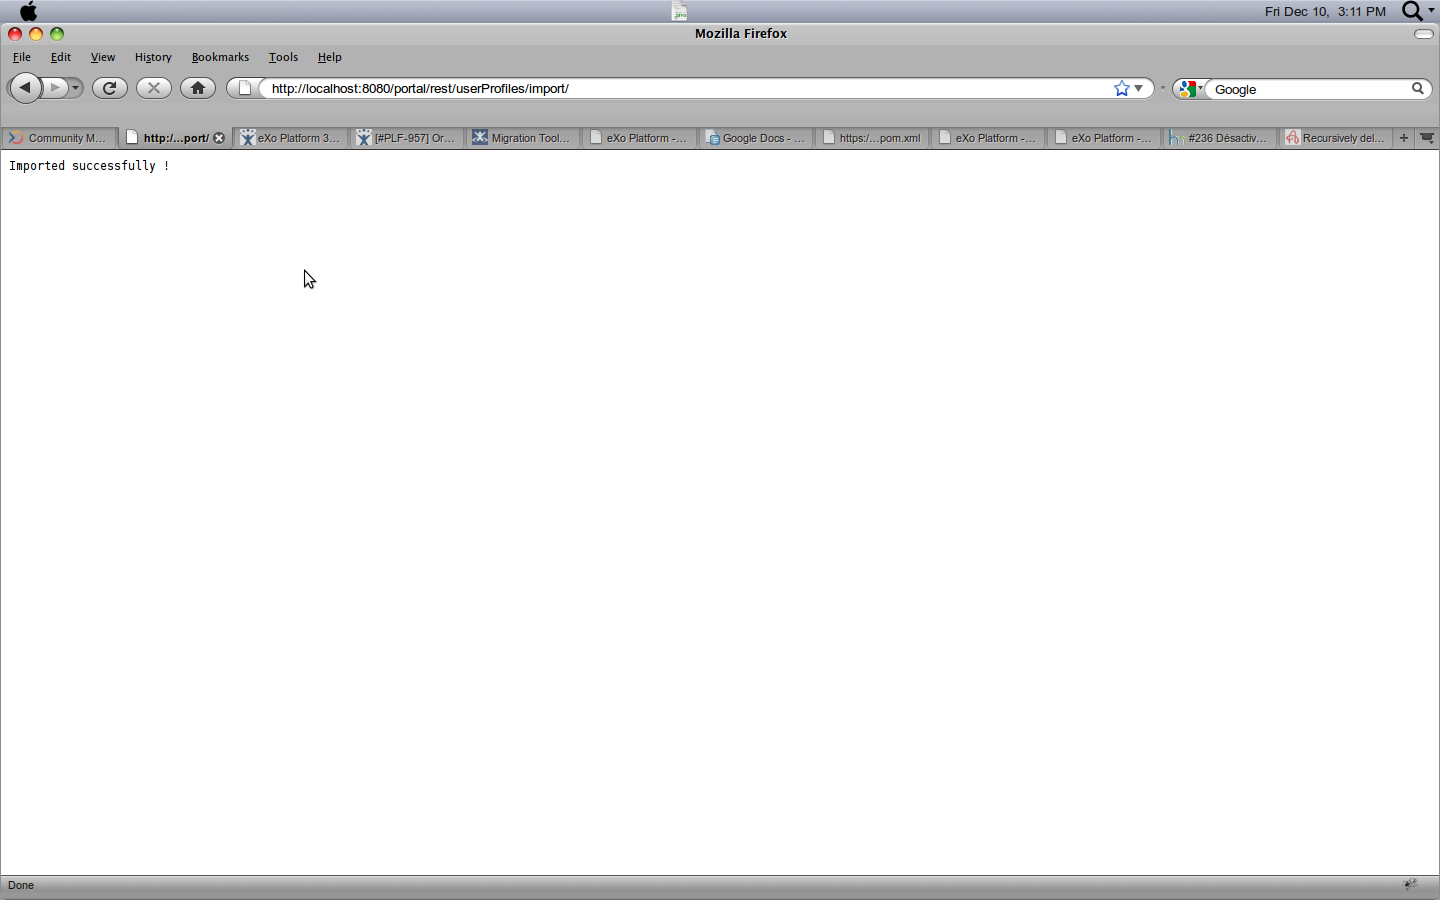 Fri Dec 10, 3:11 PM
Mozilla Firefox
File Edit View History Bookmarks Tools Help
http://localhost:8080/portal/rest/userProfiles/import/
Google
Community M...
http:/...port/
eXo Platform 3...
[#PLF-957] Or...
Migration Tool...
eXo Platform -...
Google Docs - ...
https:/...pom.xml
eXo Platform -...
eXo Platform -...
#236 Désactiv...
Recursively del...
Imported successfully !
Done